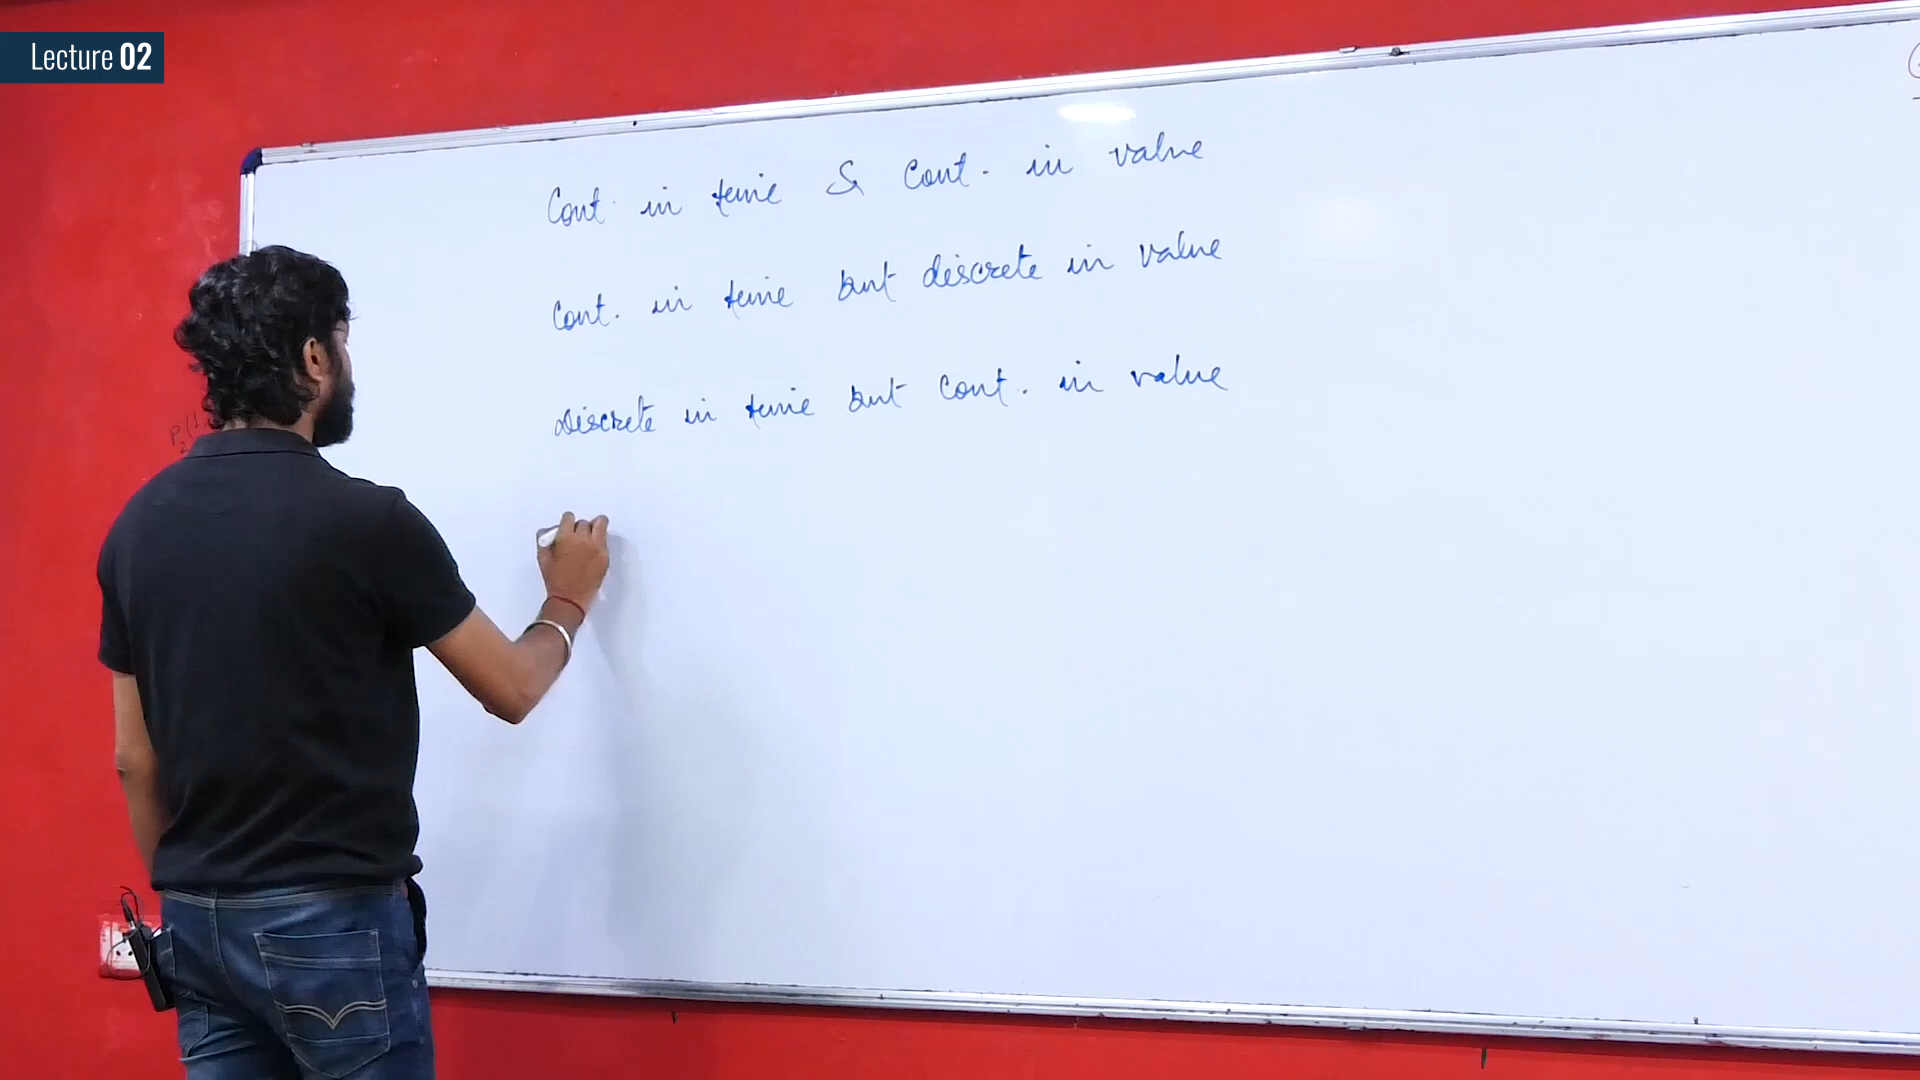 Lecture 02
Cont. in time & Cont. in value
Cont. in time but discrete in value
discrete in time but cont. in value